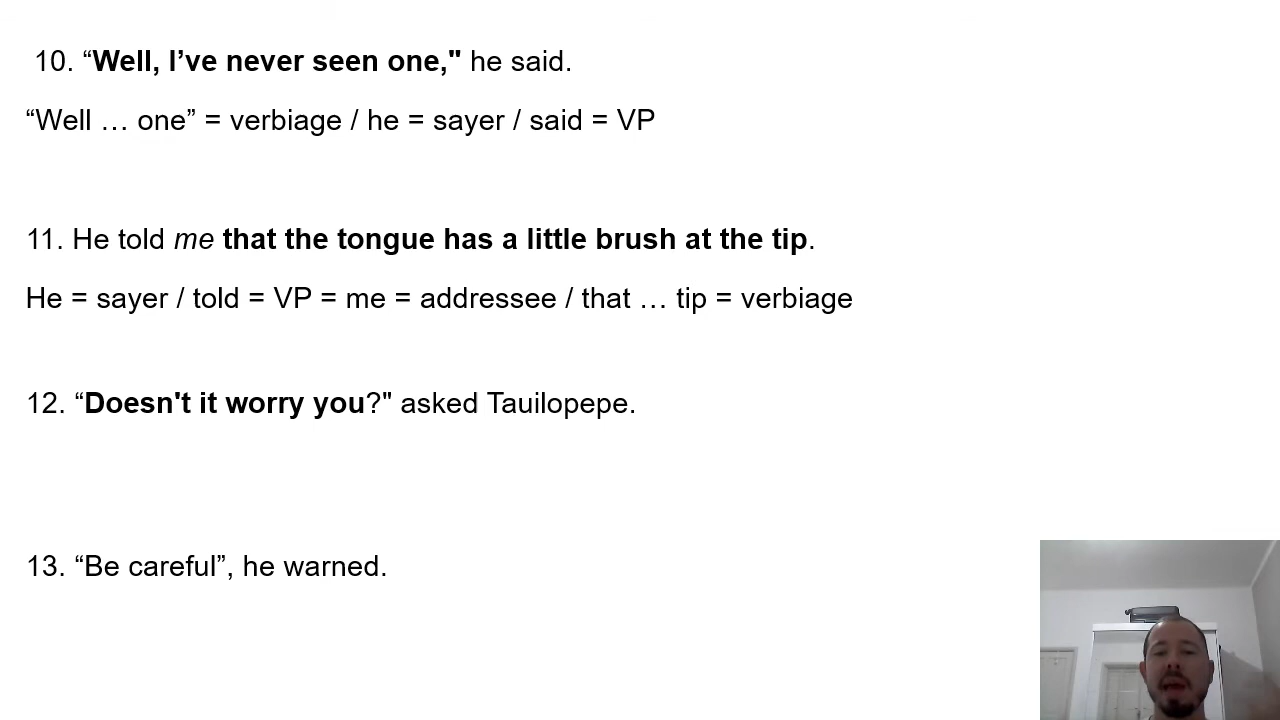 10. “Well, I’ve never seen one," he said.
“Well … one” = verbiage / he = sayer / said = VP
11. He told me that the tongue has a little brush at the tip.
He = sayer / told = VP = me = addressee / that … tip = verbiage
12. “Doesn't it worry you?" asked Tauilopepe.
13. “Be careful”, he warned.